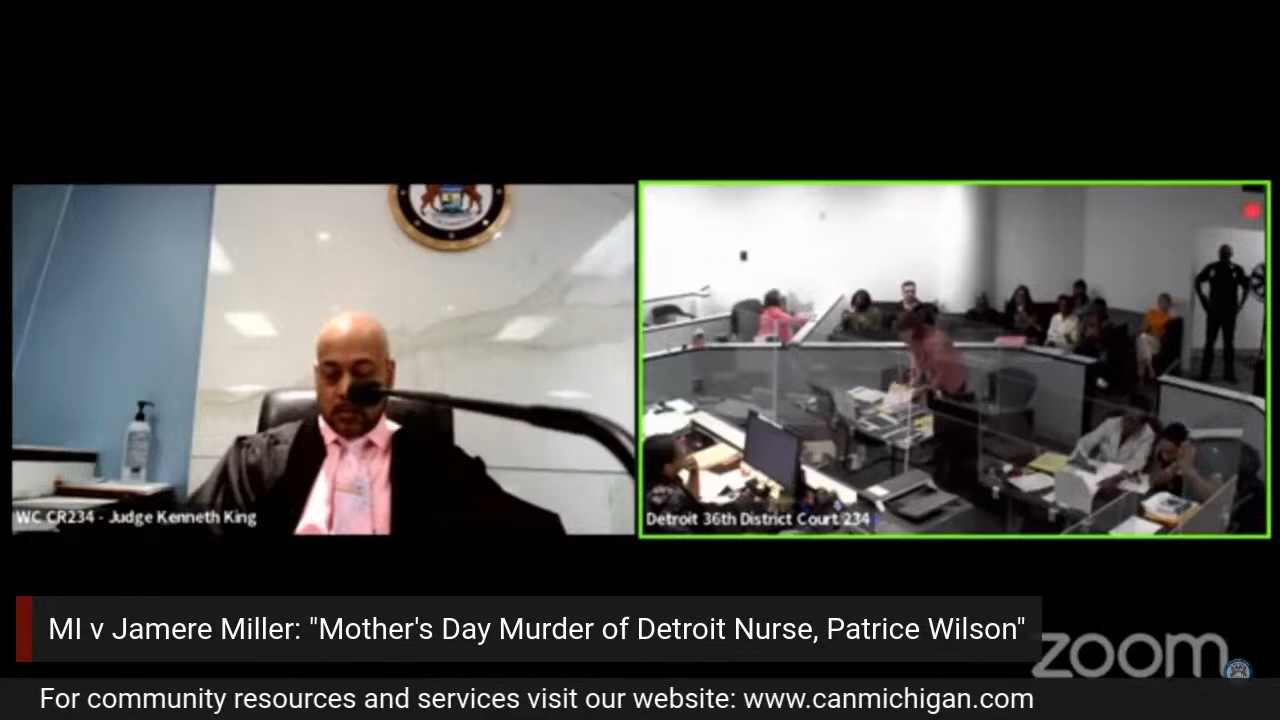 WC CR234 - Judge Kenneth King
Detroit 36th District Court 234
MI v Jamere Miller: "Mother's Day Murder of Detroit Nurse, Patrice Wilson"
zoom
For community resources and services visit our website: www.canmichigan.com